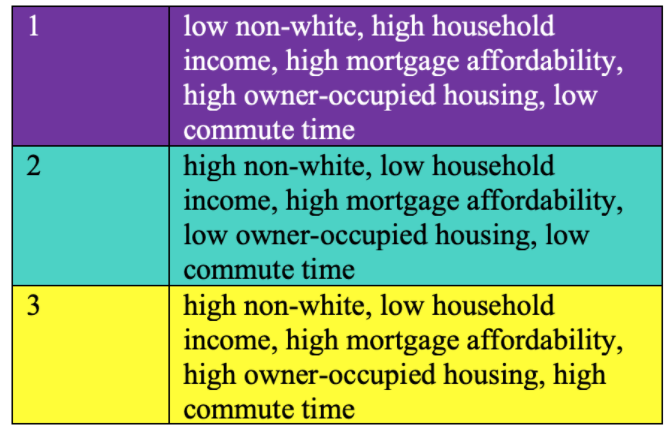 1 low non-white, high household
income, high mortgage affordability,
high owner-occupied housing, low
commute time
2 high non-white, low household
income, high mortgage affordability,
low owner-occupied housing, low
commute time
3 high non-white, low household
income, high mortgage affordability,
high owner-occupied housing, high
commute time